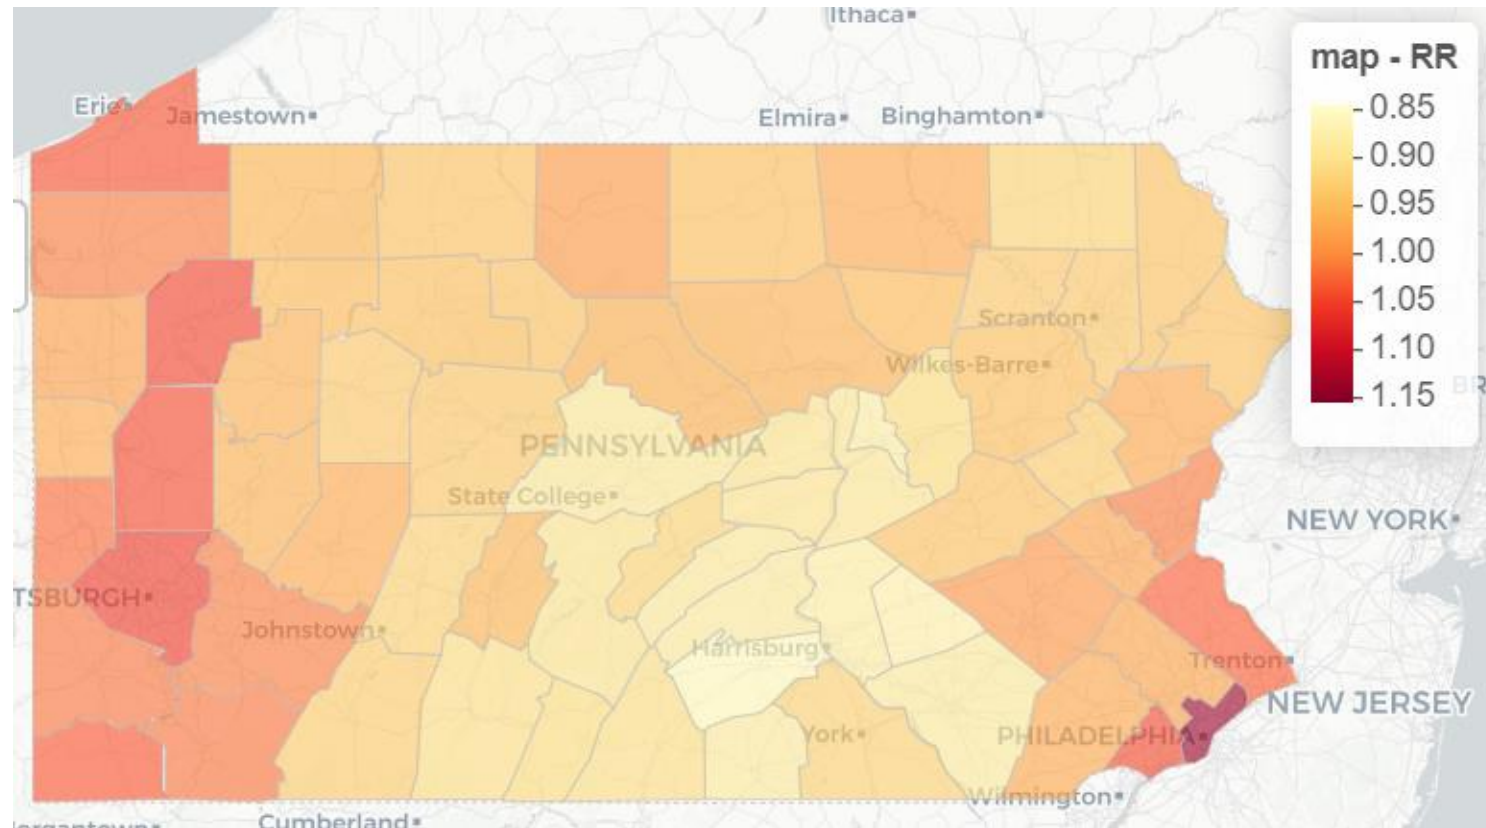 Ithaca
map - RR
Erie
Jamestown
Elmira
Binghamton
0.85
0.90
0.95
1.00
1.05
1.10
1.15
Scranton
Wilkes-Barre
BR
PENNSYLVANIA
State College
NEW YORK
TSBURGH
Johnstown
Harrisburg
Trenton
NEW JERSEY
York
PHILADELPHIA
Wilmington
organtown
Cumberland